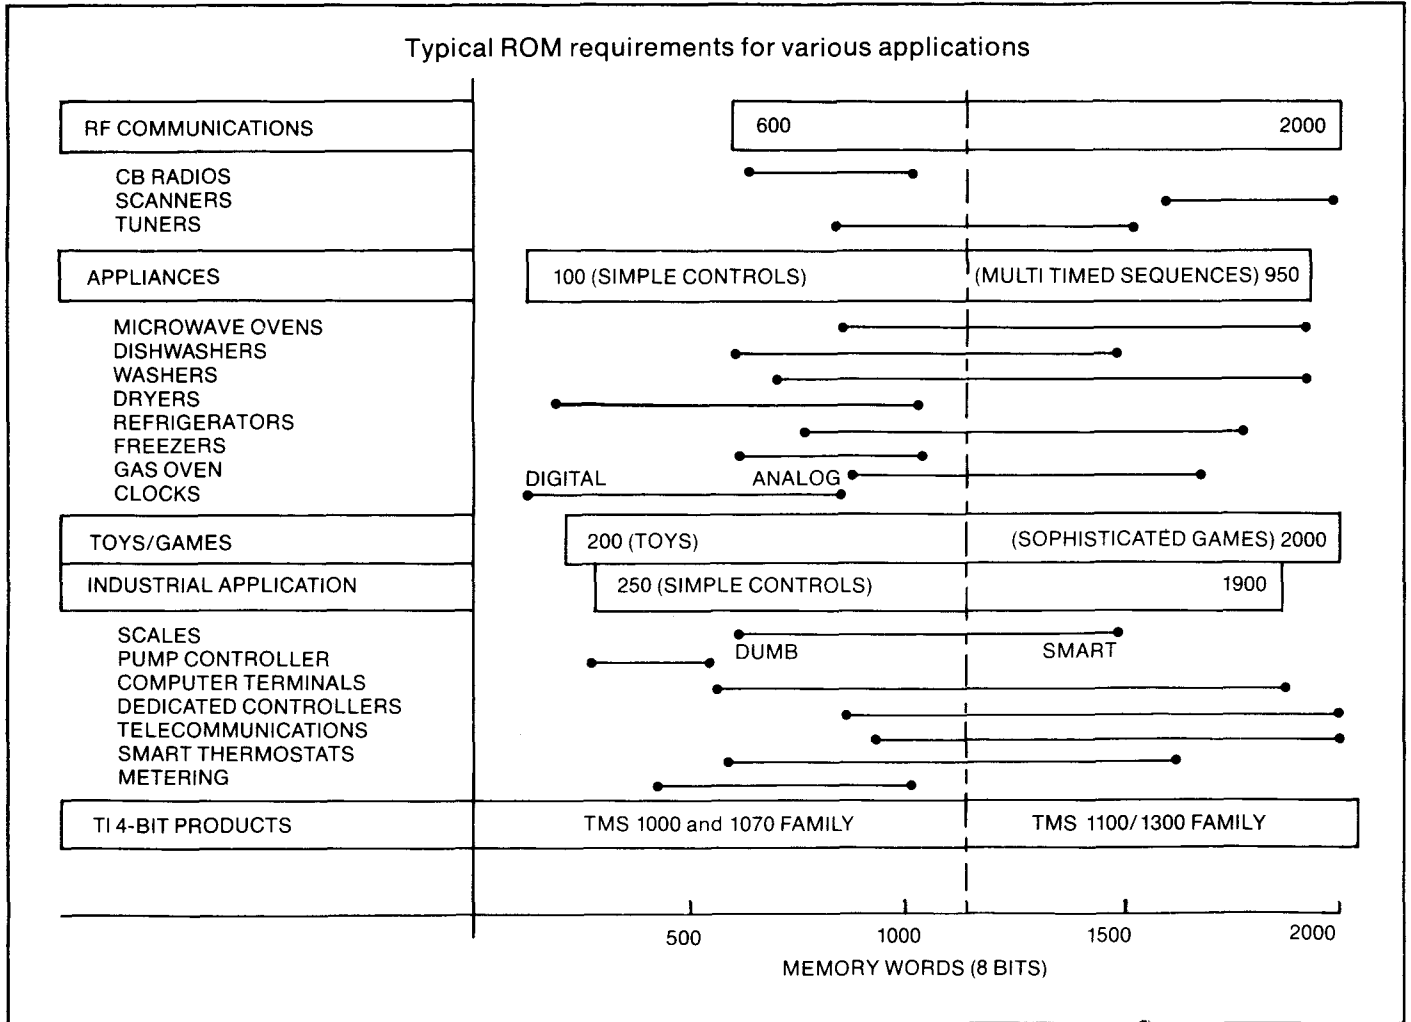 Typical ROM requirements for various applications
RF COMMUNICATIONS 600 2000
CB RADIOS
SCANNERS
TUNERS
APPLIANCES 100 (SIMPLE CONTROLS) (MULTI TIMED SEQUENCES) 950
MICROWAVE OVENS
DISHWASHERS
WASHERS
DRYERS
REFRIGERATORS
FREEZERS
GAS OVEN DIGITAL ANALOG
CLOCKS
TOYS/GAMES 200 (TOYS) (SOPHISTICATED GAMES) 2000
INDUSTRIAL APPLICATION 250 (SIMPLE CONTROLS) 1900
SCALES DUMB SMART
PUMP CONTROLLER
COMPUTER TERMINALS
DEDICATED CONTROLLERS
TELECOMMUNICATIONS
SMART THERMOSTATS
METERING
TI 4-BIT PRODUCTS TMS 1000 and 1070 FAMILY TMS 1100/1300 FAMILY
500 1000 1500 2000
MEMORY WORDS (8 BITS)